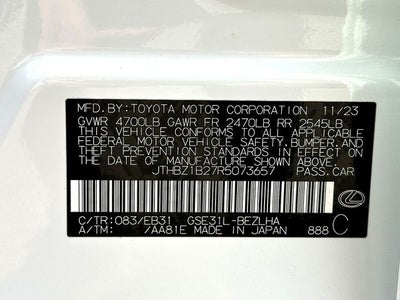 MFD.BY:TOYOTA MOTOR CORPORATION 11/23
GVWR 4700LB GAWR FR 2470LB RR 2545LB
THIS VEHICLE CONFORMS TO ALL APPLICABLE
FEDERAL MOTOR VEHICLE SAFETY,BUMPER,AND
THEFT PREVENTION STANDARDS IN EFFECT ON
THE DATE OF MANUFACTURE SHOWN ABOVE.
JTHBZ1B27R5073657 PASS.CAR
C/TR:083/EB31 GSE31L-BEZLHA
A/TM: /AA81E MADE IN JAPAN 888 C